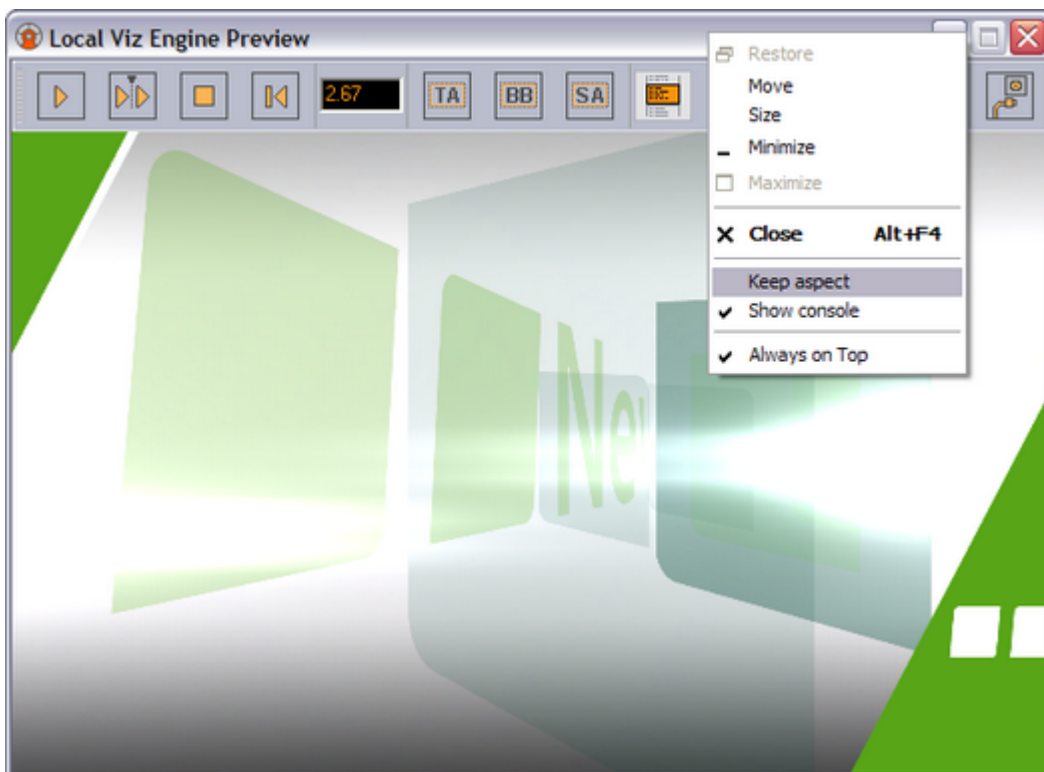 Local Viz Engine Preview
2.67 TA BB SA
Restore
Move
Size
Minimize
Maximize
Close Alt+F4
Keep aspect
Show console
Always on Top
Ne